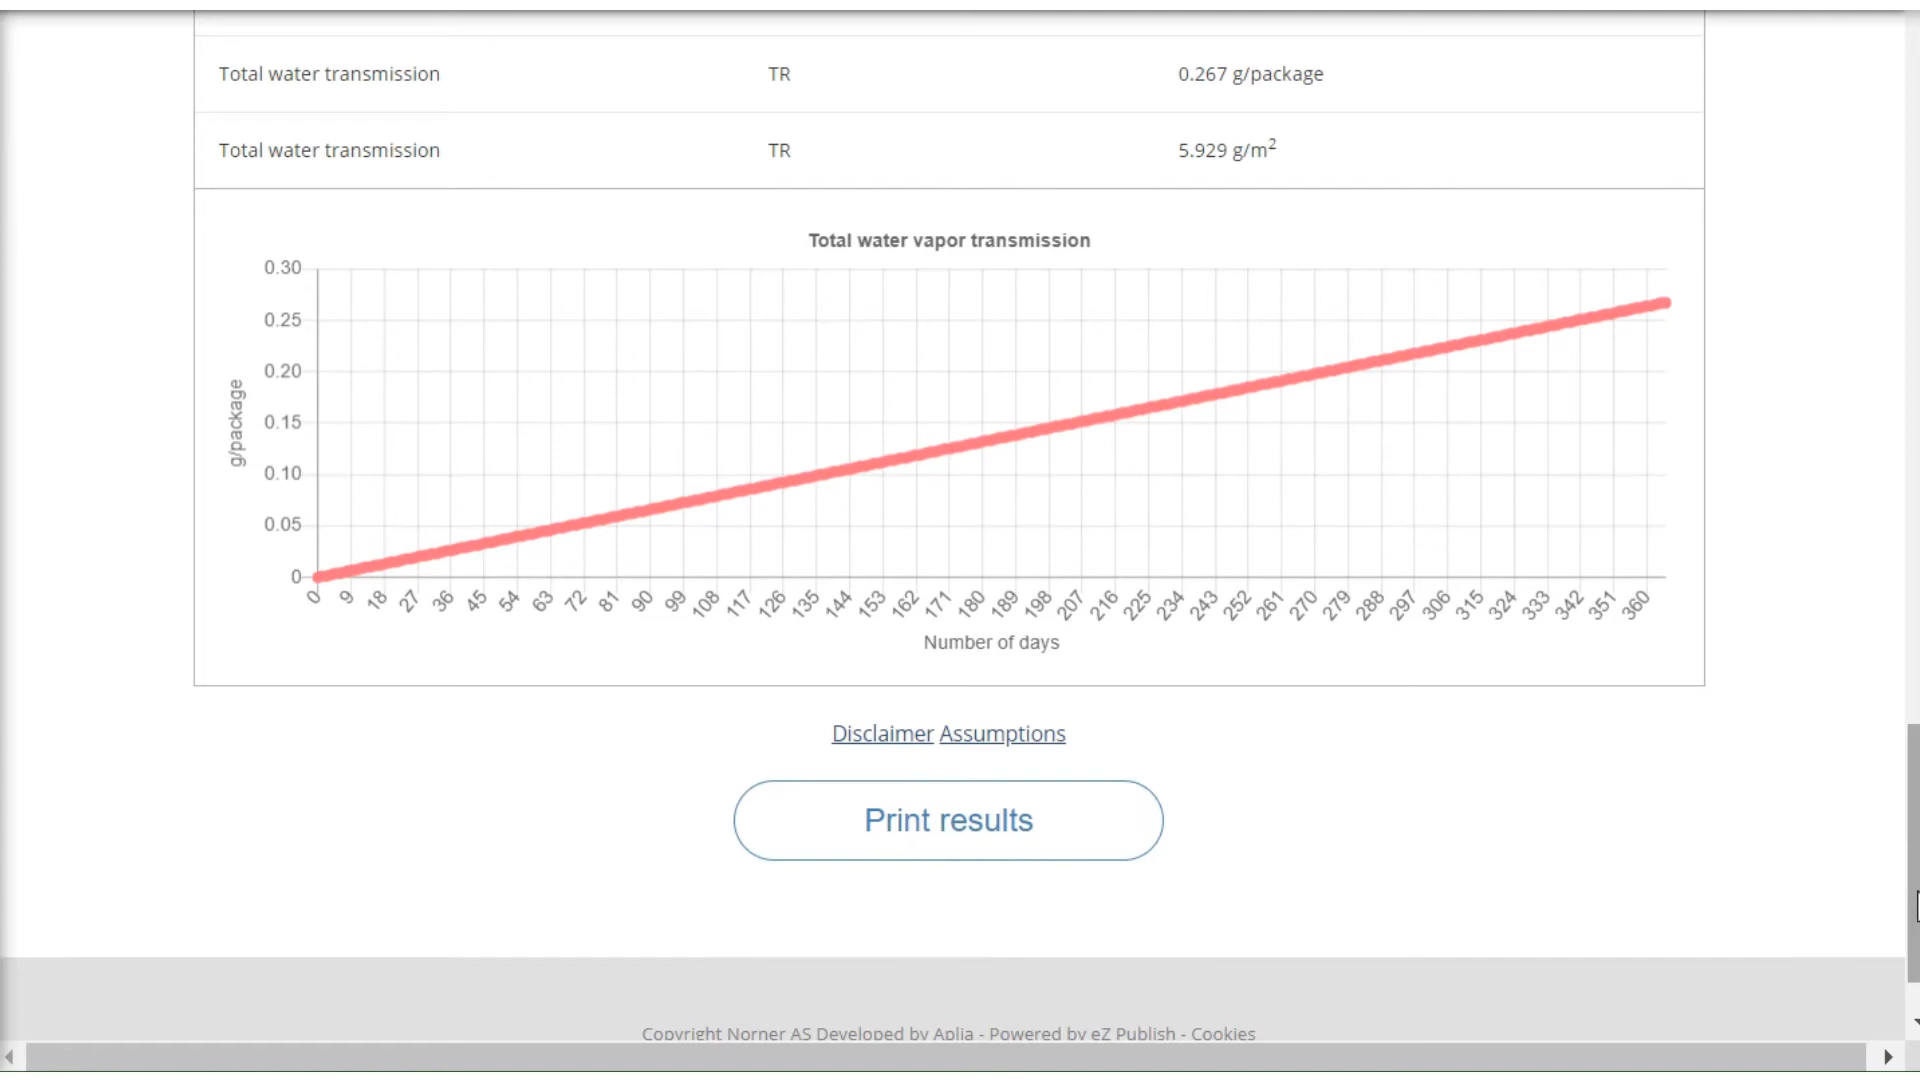 Total water transmission TR 0.267 g/package
Total water transmission TR 5.929 g/m²
Total water vapor transmission
0.30
0.25
0.20
0.15
0.10
0.05
0
g/package
0 9 18 27 36 45 54 63 72 81 90 99 108 117 126 135 144 153 162 171 180 189 198 207 216 225 234 243 252 261 270 279 288 297 306 315 324 333 342 351 360
Number of days
Disclaimer Assumptions
Print results
Copyright Norner AS Developed by Aplia - Powered by eZ Publish - Cookies